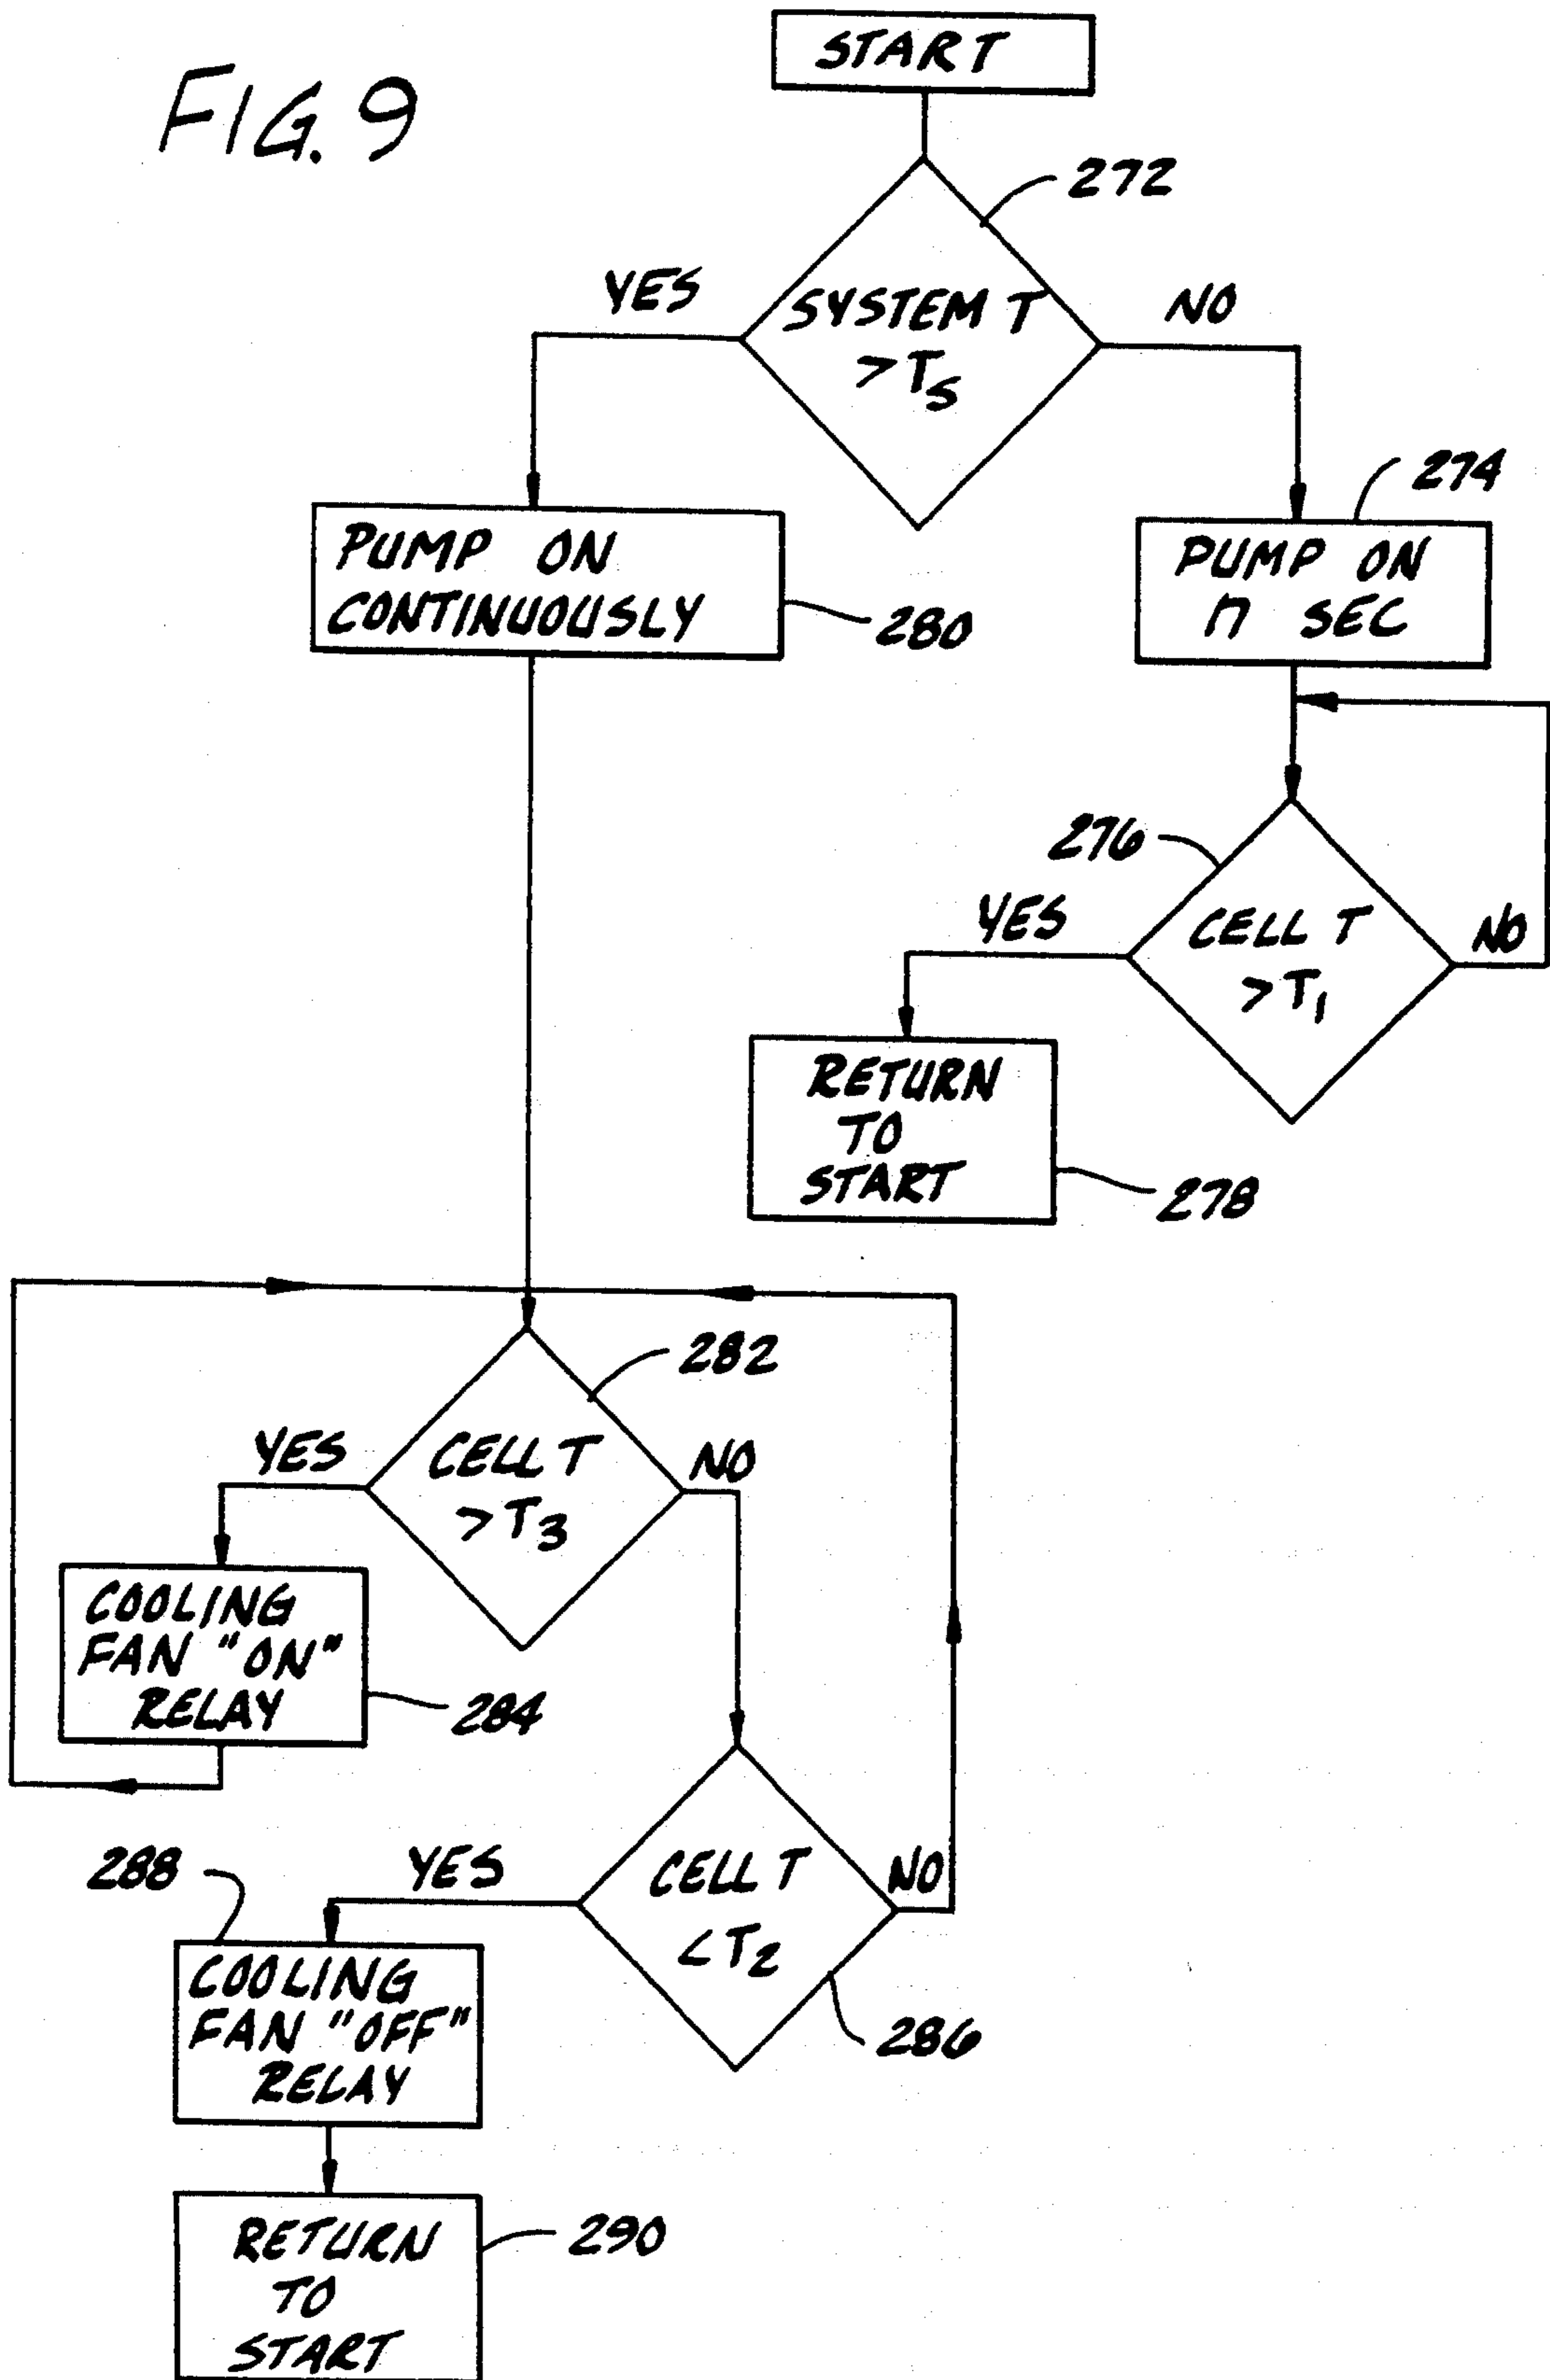 FIG. 9
START
272
YES
NO
SYSTEM T
>T5
274
PUMP ON
CONTINUOUSLY
280
PUMP ON
n SEC
276
YES
CELL T
>T1
NO
RETURN
TO
START
278
282
YES
CELL T
>T3
NO
COOLING
FAN "ON"
RELAY
284
288
YES
CELL T
<T2
NO
COOLING
FAN "OFF"
RELAY
286
RETURN
TO
START
290